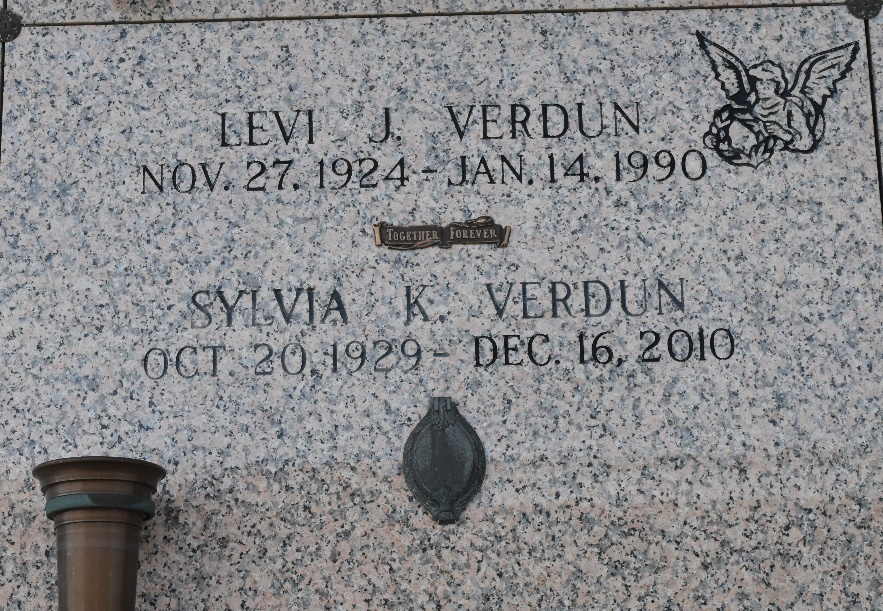 LEVI J. VERDUN
NOV. 27. 1924 - JAN. 14. 1990
TOGETHER FOREVER
SYLVIA K. VERDUN
OCT. 20, 1929 - DEC. 16, 2010